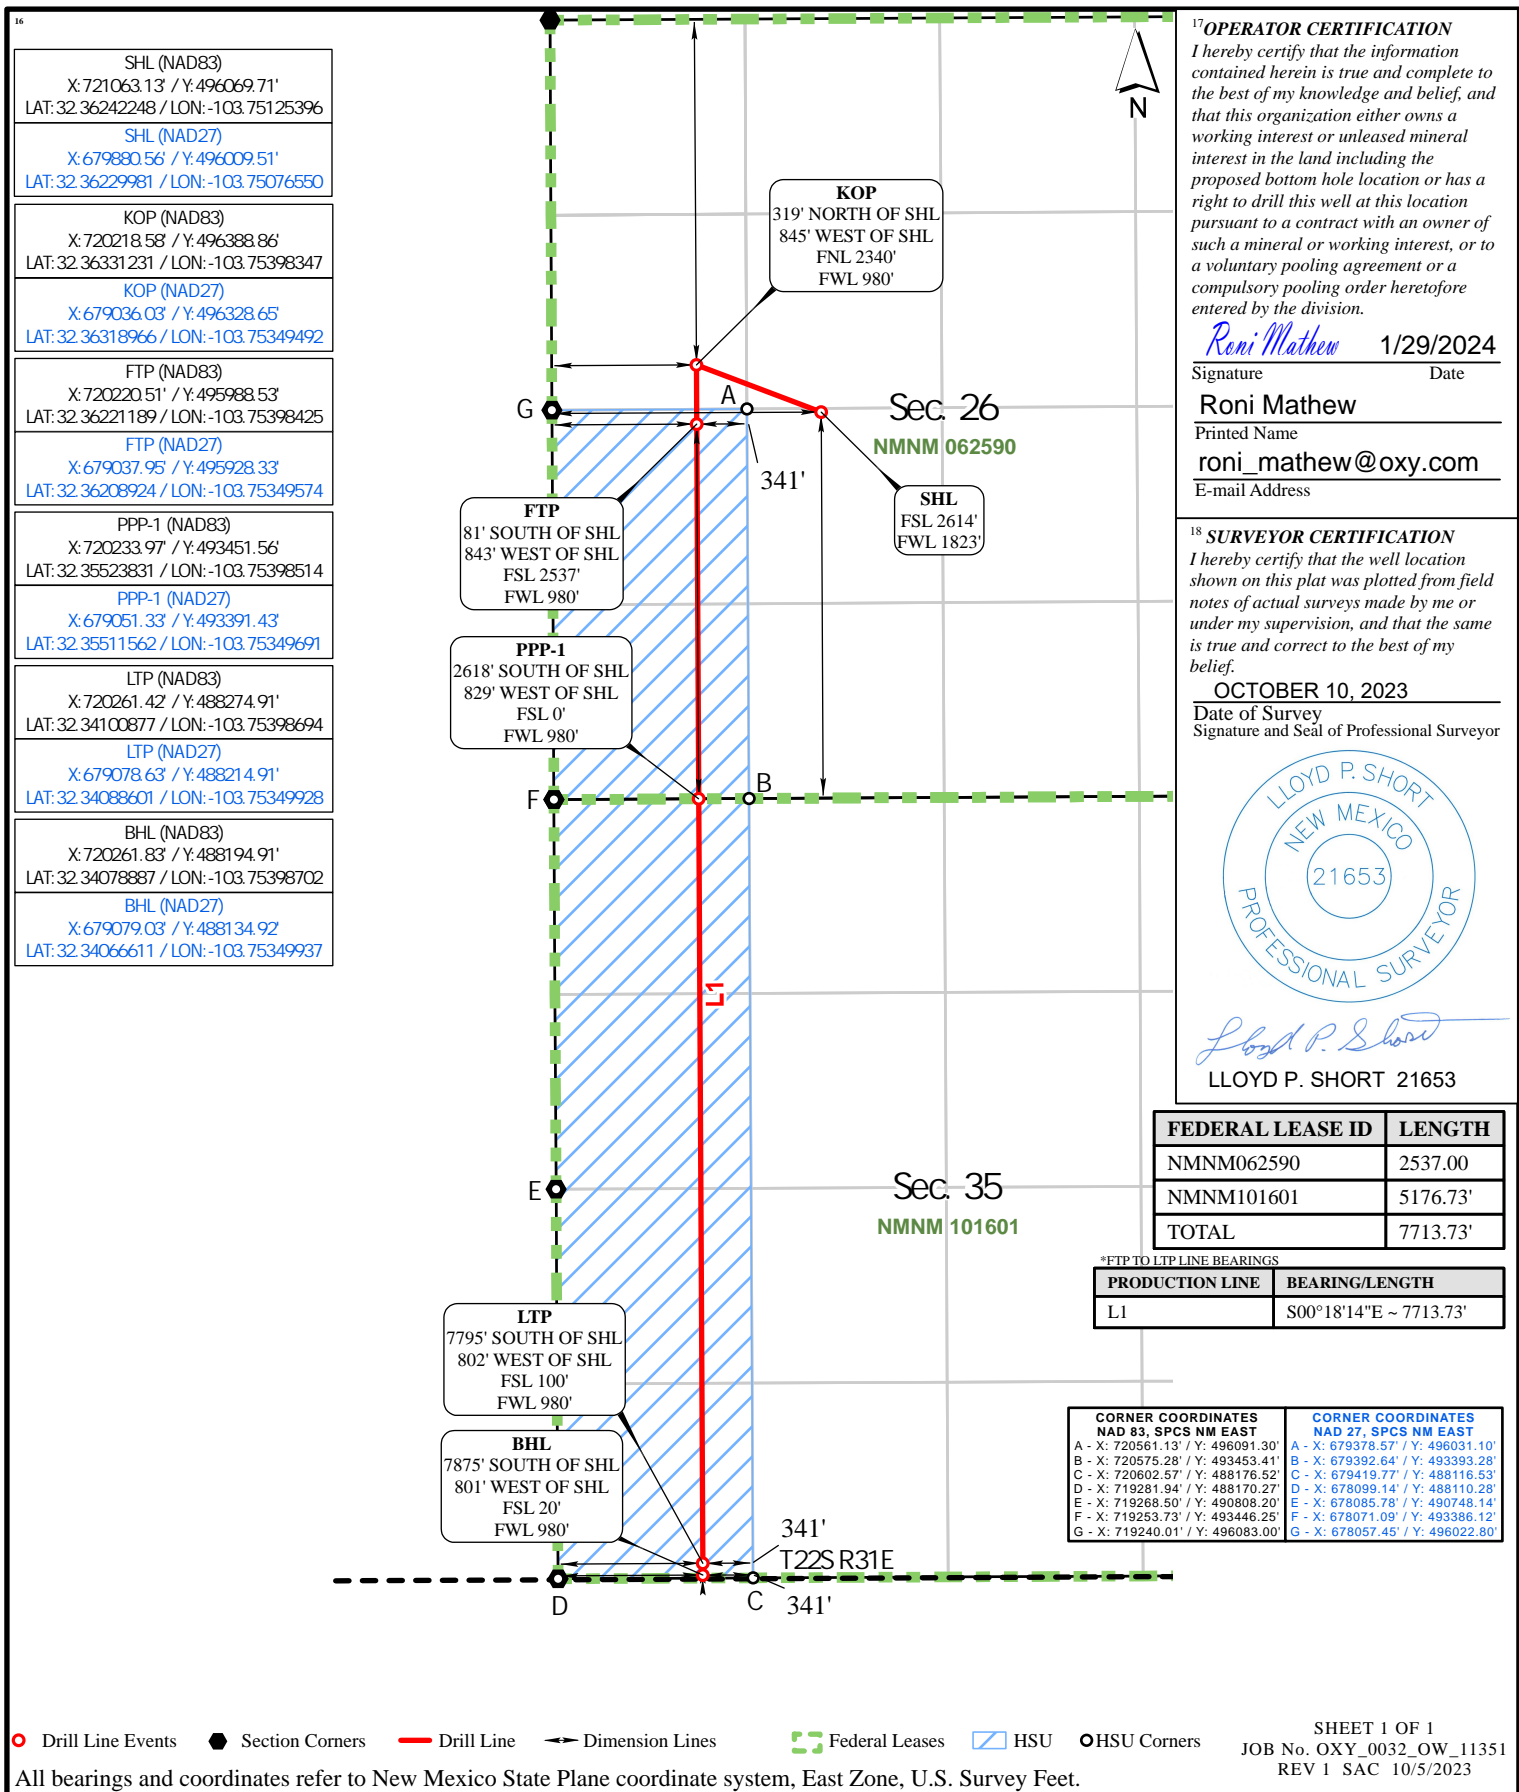 16
SHL (NAD83)
X:721063.13' / Y:496069.71'
LAT:32.36242248 / LON:-103.75125396
SHL (NAD27)
X:679880.56' / Y:496009.51'
LAT:32.36229981 / LON:-103.75076550
KOP (NAD83)
X:720218.58' / Y:496388.86'
LAT:32.36331231 / LON:-103.75398347
KOP (NAD27)
X:679036.03' / Y:496328.65'
LAT:32.36318966 / LON:-103.75349492
FTP (NAD83)
X:720220.51' / Y:495988.53'
LAT:32.36221189 / LON:-103.75398425
FTP (NAD27)
X:679037.95' / Y:495928.33'
LAT:32.36208924 / LON:-103.75349574
PPP-1 (NAD83)
X:720233.97' / Y:493451.56'
LAT:32.35523831 / LON:-103.75398514
PPP-1 (NAD27)
X:679051.33' / Y:493391.43'
LAT:32.35511562 / LON:-103.75349691
LTP (NAD83)
X:720261.42' / Y:488274.91'
LAT:32.34100877 / LON:-103.75398694
LTP (NAD27)
X:679078.63' / Y:488214.91'
LAT:32.34088601 / LON:-103.75349928
BHL (NAD83)
X:720261.83' / Y:488194.91'
LAT:32.34078887 / LON:-103.75398702
BHL (NAD27)
X:679079.03' / Y:488134.92'
LAT:32.34066611 / LON:-103.75349937
N
KOP
319' NORTH OF SHL
845' WEST OF SHL
FNL 2340'
FWL 980'
G
A
Sec. 26
NMNM 062590
341'
SHL
FSL 2614'
FWL 1823'
FTP
81' SOUTH OF SHL
843' WEST OF SHL
FSL 2537'
FWL 980'
PPP-1
2618' SOUTH OF SHL
829' WEST OF SHL
FSL 0'
FWL 980'
F
B
L1
E
Sec. 35
NMNM 101601
LTP
7795' SOUTH OF SHL
802' WEST OF SHL
FSL 100'
FWL 980'
BHL
7875' SOUTH OF SHL
801' WEST OF SHL
FSL 20'
FWL 980'
341'
T22S R31E
D
C
341'
17 OPERATOR CERTIFICATION
I hereby certify that the information
contained herein is true and complete to
the best of my knowledge and belief, and
that this organization either owns a
working interest or unleased mineral
interest in the land including the
proposed bottom hole location or has a
right to drill this well at this location
pursuant to a contract with an owner of
such a mineral or working interest, or to
a voluntary pooling agreement or a
compulsory pooling order heretofore
entered by the division.
Roni Mathew 1/29/2024
Signature Date
Roni Mathew
Printed Name
roni_mathew@oxy.com
E-mail Address
18 SURVEYOR CERTIFICATION
I hereby certify that the well location
shown on this plat was plotted from field
notes of actual surveys made by me or
under my supervision, and that the same
is true and correct to the best of my
belief.
OCTOBER 10, 2023
Date of Survey
Signature and Seal of Professional Surveyor
LLOYD P. SHORT
NEW MEXICO
21653
PROFESSIONAL SURVEYOR
Lloyd P. Short
LLOYD P. SHORT 21653
FEDERAL LEASE ID LENGTH
NMNM062590 2537.00
NMNM101601 5176.73'
TOTAL 7713.73'
*FTP TO LTP LINE BEARINGS
PRODUCTION LINE BEARING/LENGTH
L1 S00°18'14"E ~ 7713.73'
CORNER COORDINATES
NAD 83, SPCS NM EAST
A - X: 720561.13' / Y: 496091.30'
B - X: 720575.28' / Y: 493453.41'
C - X: 720602.57' / Y: 488176.52'
D - X: 719281.94' / Y: 488170.27'
E - X: 719268.50' / Y: 490808.20'
F - X: 719253.73' / Y: 493446.25'
G - X: 719240.01' / Y: 496083.00'
CORNER COORDINATES
NAD 27, SPCS NM EAST
A - X: 679378.57' / Y: 496031.10'
B - X: 679392.64' / Y: 493393.28'
C - X: 679419.77' / Y: 488116.53'
D - X: 678099.14' / Y: 488110.28'
E - X: 678085.78' / Y: 490748.14'
F - X: 678071.09' / Y: 493386.12'
G - X: 678057.45' / Y: 496022.80'
Drill Line Events Section Corners Drill Line Dimension Lines Federal Leases HSU HSU Corners
All bearings and coordinates refer to New Mexico State Plane coordinate system, East Zone, U.S. Survey Feet.
SHEET 1 OF 1
JOB No. OXY_0032_OW_11351
REV 1 SAC 10/5/2023